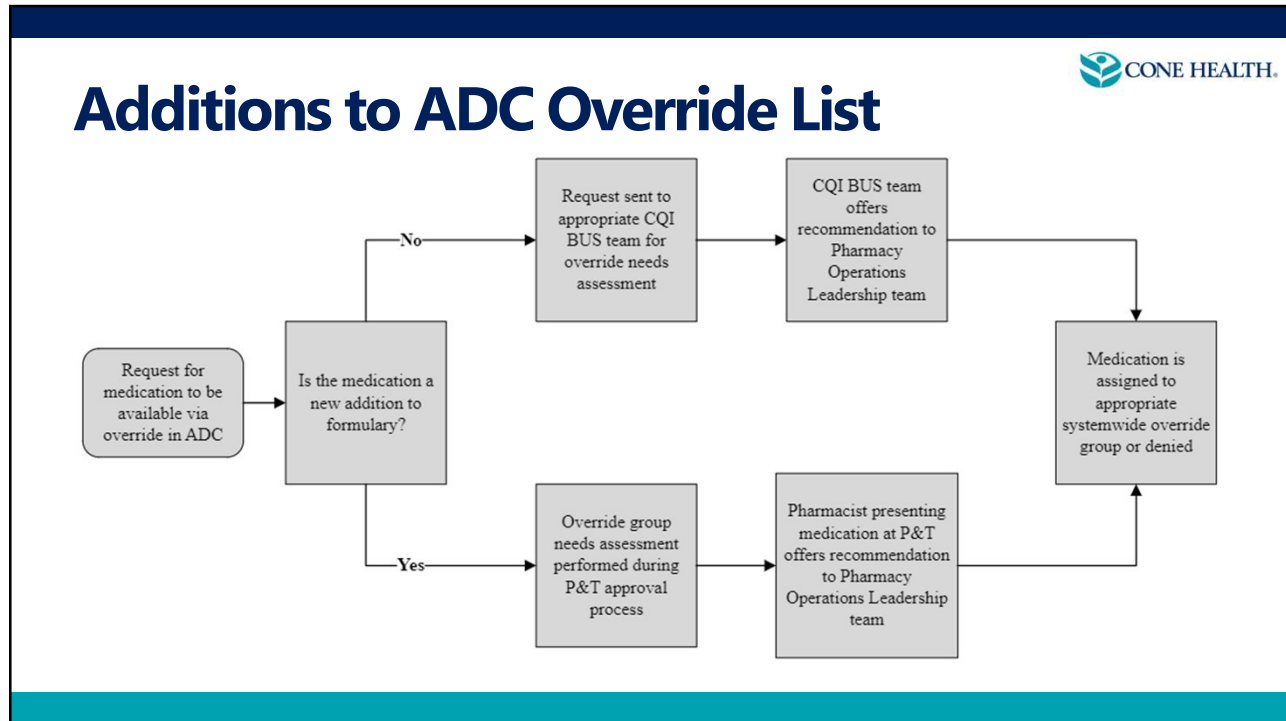 CONE HEALTH.
Additions to ADC Override List
Request for
medication to be
available via
override in ADC
Is the medication a
new addition to
formulary?
No
Request sent to
appropriate CQI
BUS team for
override needs
assessment
CQI BUS team
offers
recommendation to
Pharmacy
Operations
Leadership team
Yes
Override group
needs assessment
performed during
P&T approval
process
Pharmacist presenting
medication at P&T
offers recommendation
to Pharmacy
Operations Leadership
team
Medication is
assigned to
appropriate
systemwide override
group or denied